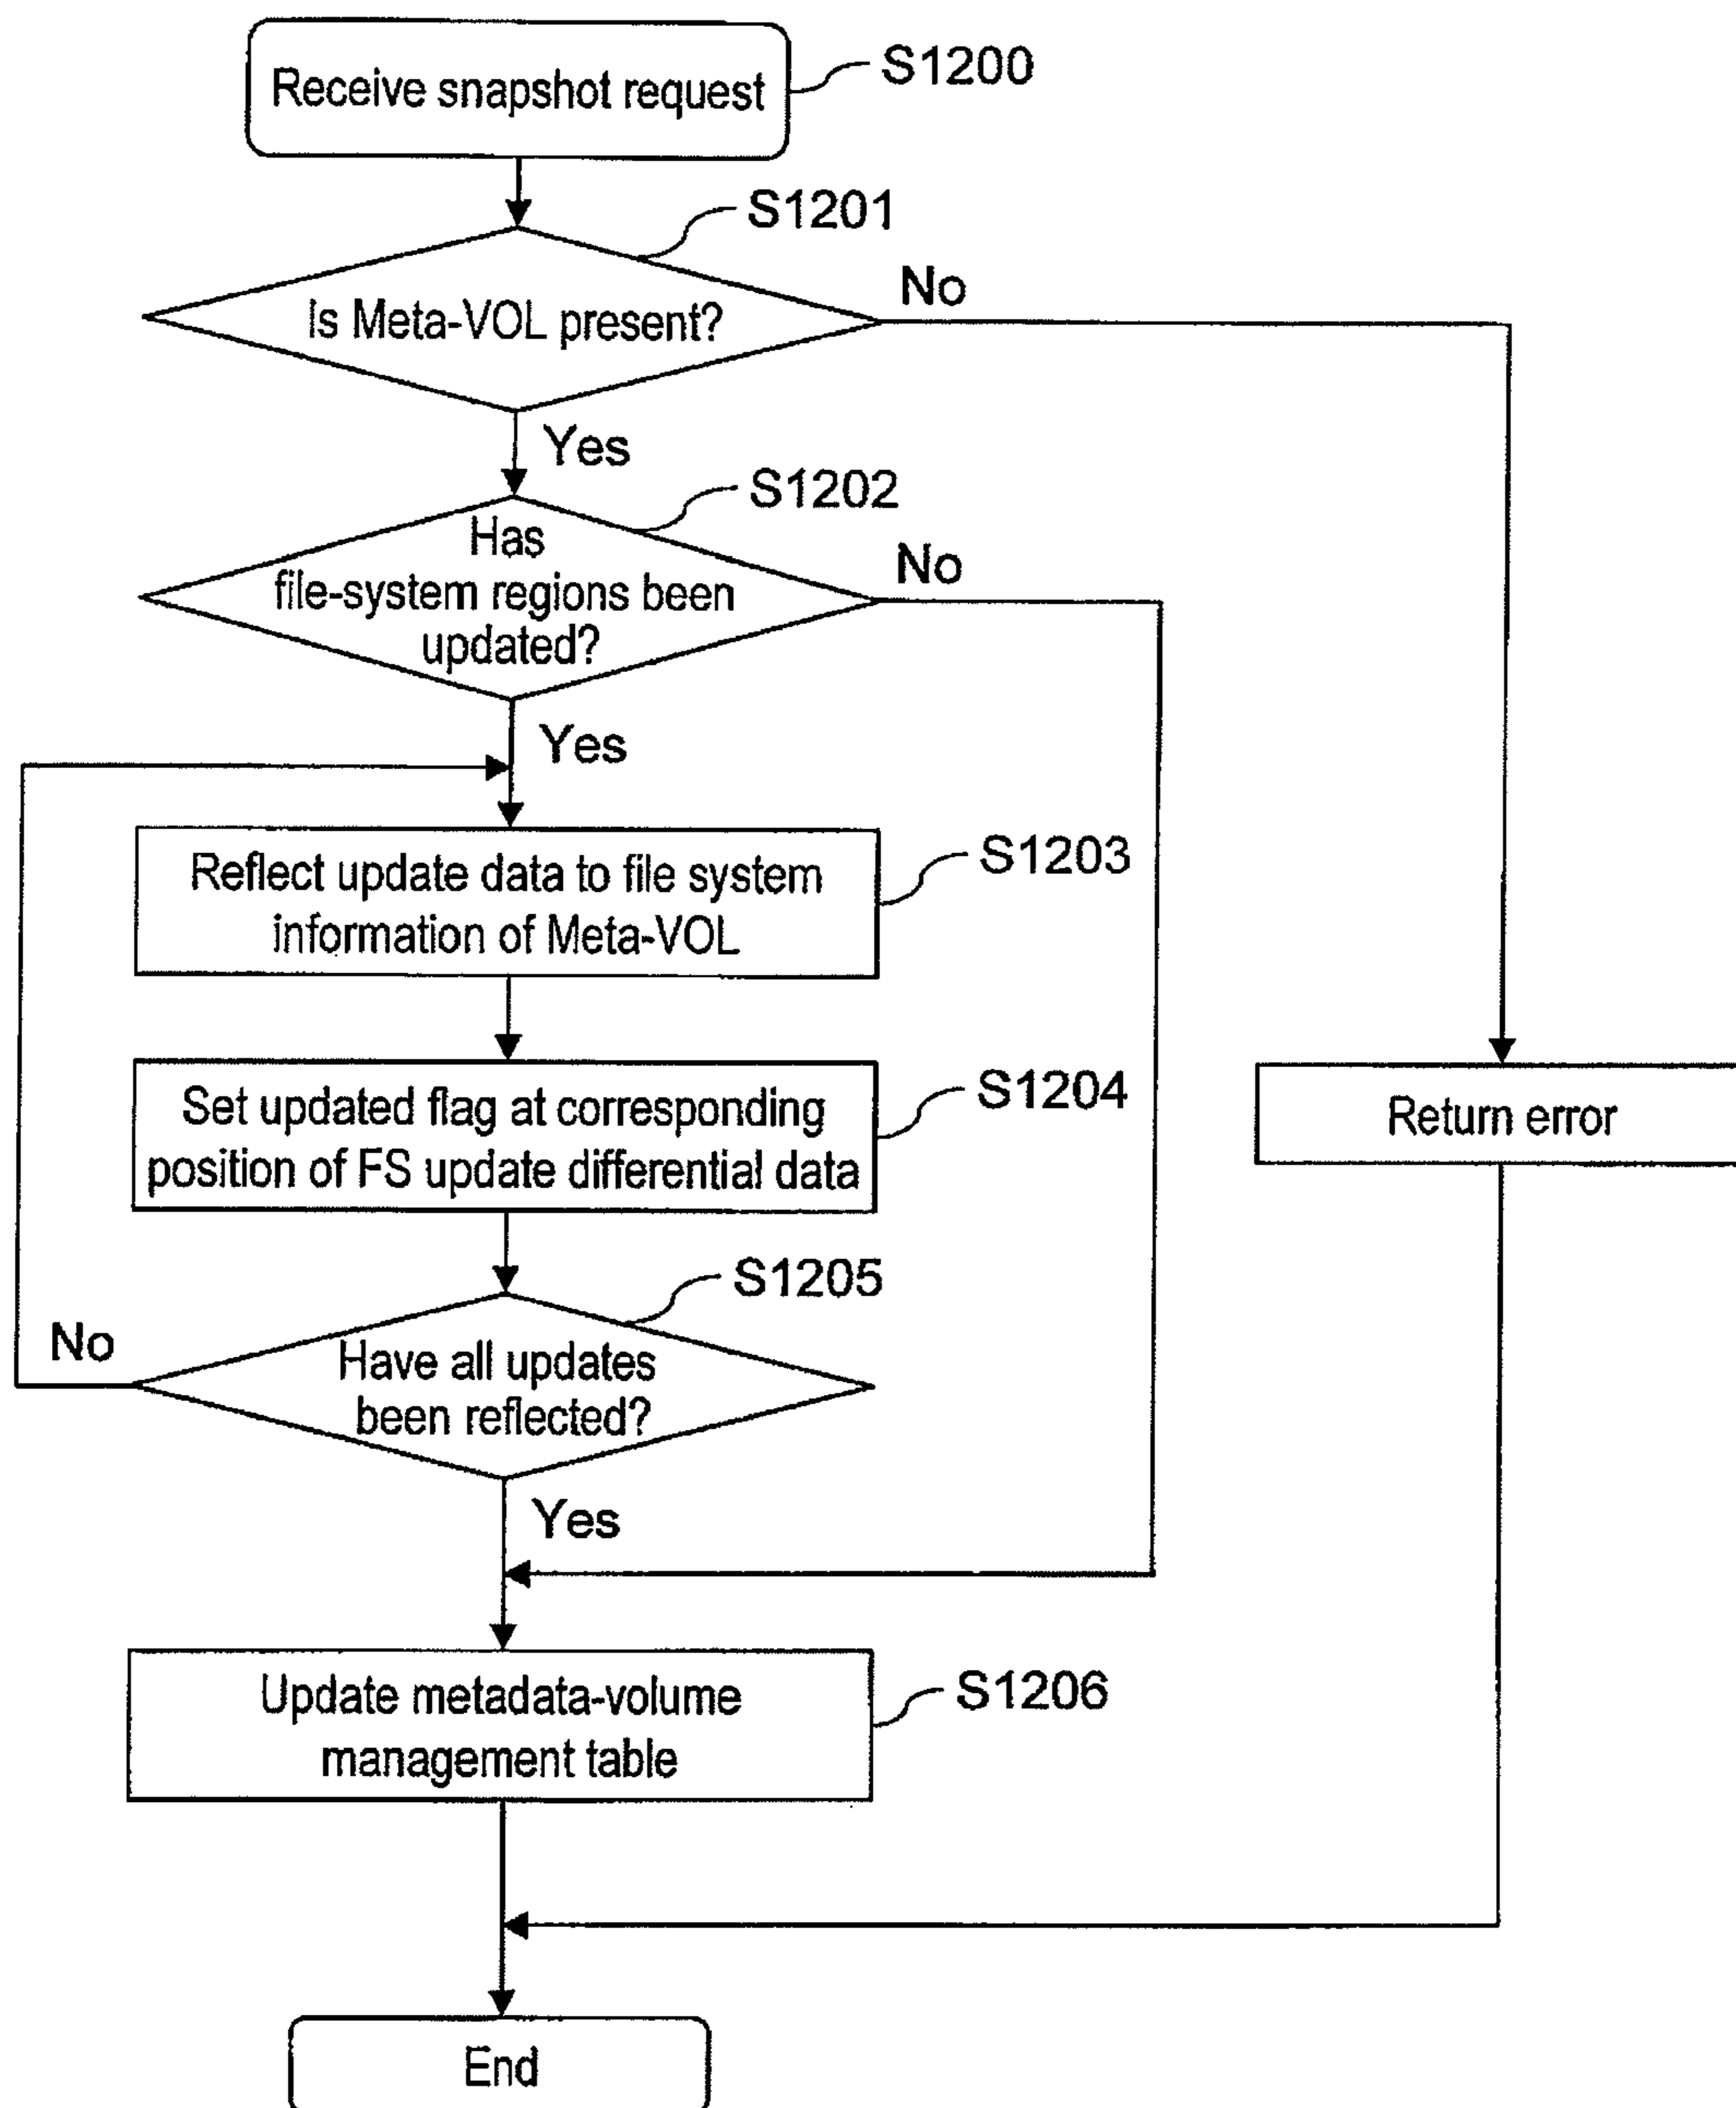 Receive snapshot request
S1200
S1201
Is Meta-VOL present?
No
Yes
S1202
Has
file-system regions been
updated?
No
Yes
S1203
Reflect update data to file system
information of Meta-VOL
S1204
Set updated flag at corresponding
position of FS update differential data
Return error
S1205
No
Have all updates
been reflected?
Yes
S1206
Update metadata-volume
management table
End